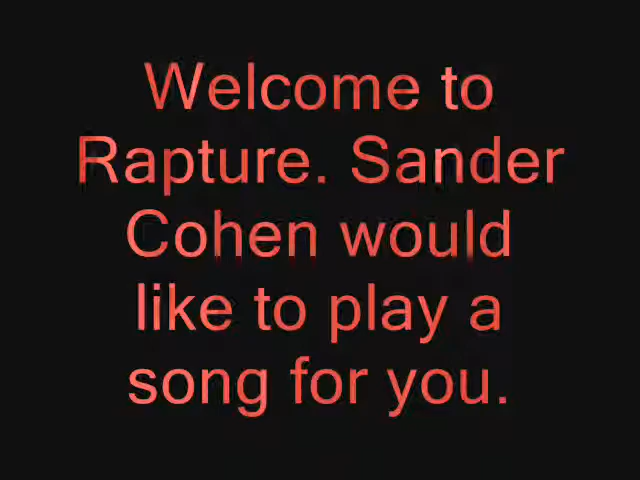 Welcome to
Rapture. Sander
Cohen would
like to play a
song for you.